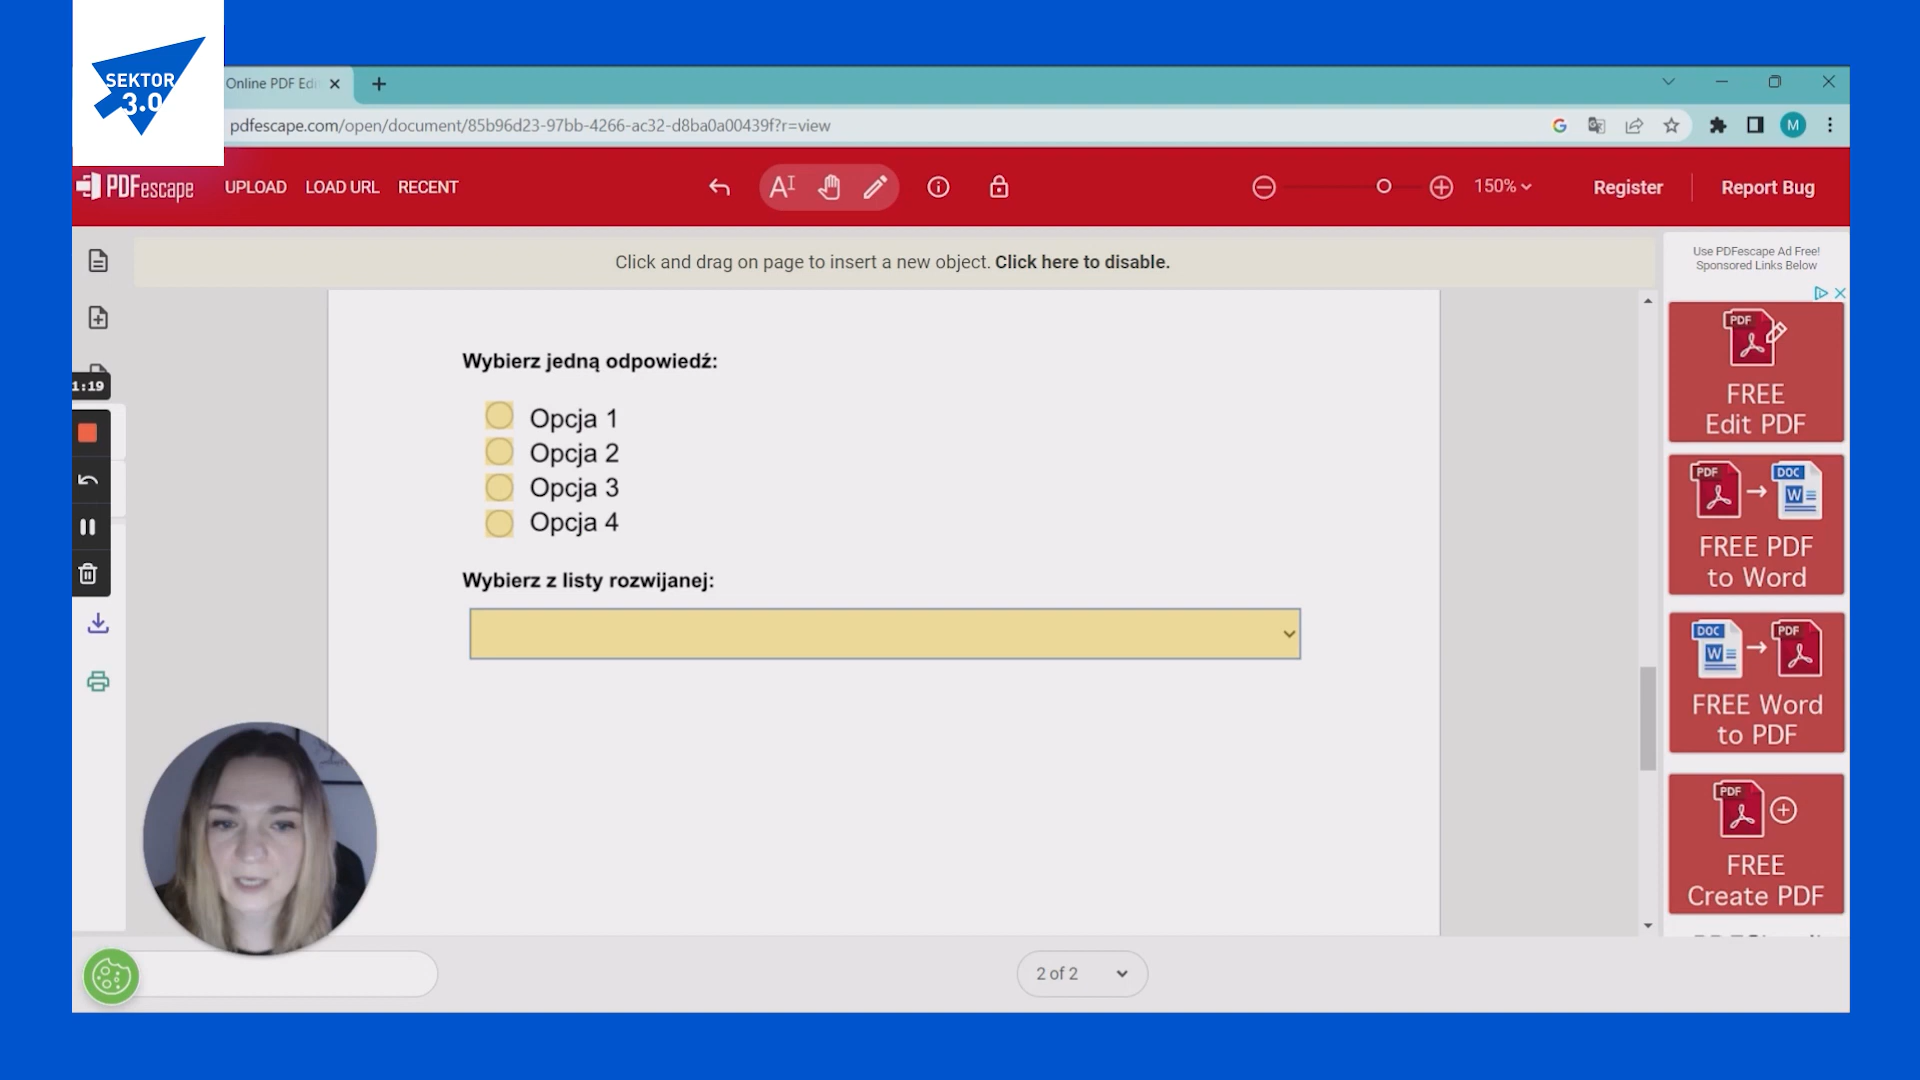 SEKTOR
3.0
Online PDF Edi
pdfescape.com/open/document/85b96d23-97bb-4266-ac32-d8ba0a00439f?r=view
M
PDFescape
UPLOAD LOAD URL RECENT
150%
Register
Report Bug
Click and drag on page to insert a new object. Click here to disable.
Use PDFescape Ad Free!
Sponsored Links Below
1:19
Wybierz jedną odpowiedź:
Opcja 1
Opcja 2
Opcja 3
Opcja 4
Wybierz z listy rozwijanej:
PDF
FREE
Edit PDF
PDF DOC
W
FREE PDF
to Word
DOC PDF
W
FREE Word
to PDF
PDF
FREE
Create PDF
2 of 2